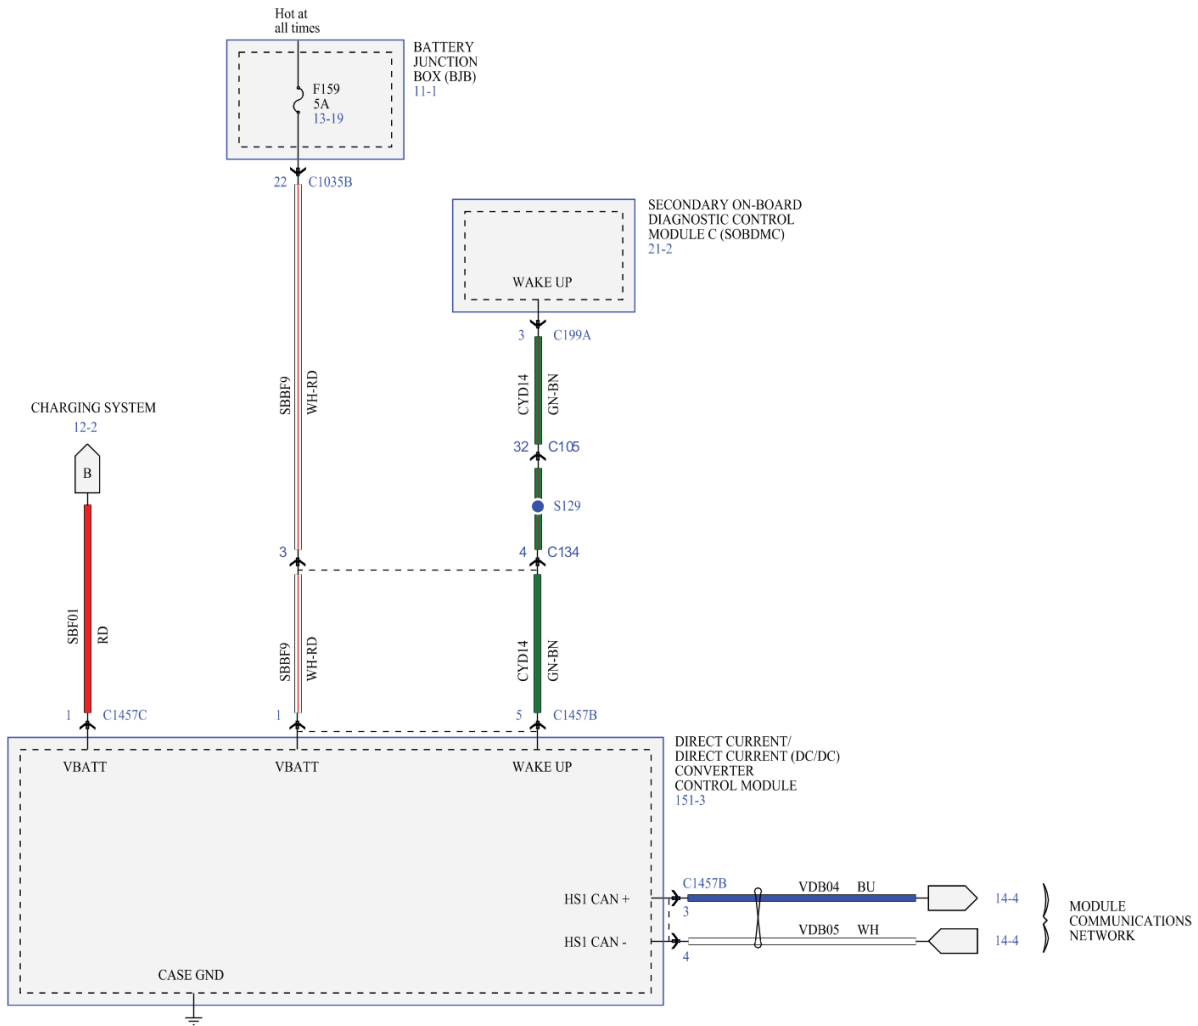 Hot at
all times
BATTERY
JUNCTION
BOX (BJB)
11-1
F159
5A
13-19
22 C1035B
SECONDARY ON-BOARD
DIAGNOSTIC CONTROL
MODULE C (SOBDMC)
21-2
WAKE UP
3 C199A
SBBF9
WH-RD
CYD14
GN-BN
CHARGING SYSTEM
12-2
B
32 C105
S129
3
4 C134
SBF01
RD
SBBF9
WH-RD
CYD14
GN-BN
1 C1457C
1
5 C1457B
VBATT
VBATT
WAKE UP
DIRECT CURRENT/
DIRECT CURRENT (DC/DC)
CONVERTER
CONTROL MODULE
151-3
HS1 CAN +
C1457B
3
VDB04 BU
14-4
HS1 CAN -
4
VDB05 WH
14-4
MODULE
COMMUNICATIONS
NETWORK
CASE GND